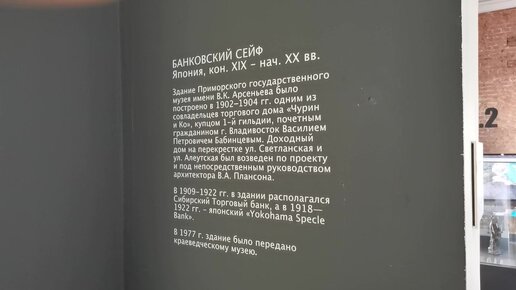 БАНКОВСКИЙ СЕЙФ
Япония, кон. XIX – нач. XX вв.
Здание Приморского государственного
музея имени В.К. Арсеньева было
построено в 1902–1904 гг. одним из
совладельцев торгового дома «Чурин
и Ко», купцом 1-й гильдии, почетным
гражданином г. Владивосток Василием
Петровичем Бабинцевым. Доходный
дом на перекрестке ул. Светланская и
ул. Алеутская был возведен по проекту
и под непосредственным руководством
архитектора В.А. Плансона.
В 1909–1922 гг. в здании располагался
Сибирский Торговый банк, а в 1918—
1922 гг. – японский «Yokohama Specle
Bank».
В 1977 г. здание было передано
краеведческому музею.
.2